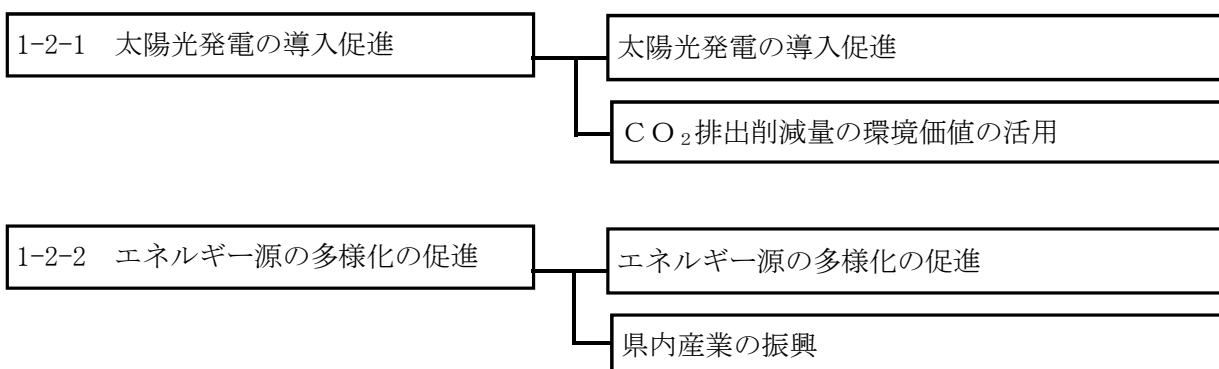 1-2-1　太陽光発電の導入促進
太陽光発電の導入促進
ＣＯ₂排出削減量の環境価値の活用
1-2-2　エネルギー源の多様化の促進
エネルギー源の多様化の促進
県内産業の振興